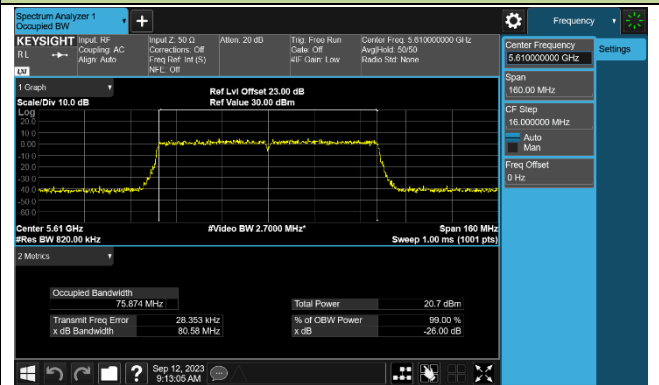 Spectrum Analyzer 1
Occupied BW
Frequency
KEYSIGHT
RL
LXI
Input: RF
Coupling: AC
Align: Auto
Input Z: 50 Ω
Corrections: Off
Freq Ref: Int (S)
NFE: Off
Atten: 20 dB
Trig: Free Run
Gate: Off
#IF Gain: Low
Center Freq: 5.610000000 GHz
Avg|Hold: 50/50
Radio Std: None
Center Frequency
5.610000000 GHz
Settings
Span
160.00 MHz
CF Step
16.000000 MHz
Auto
Man
Freq Offset
0 Hz
1 Graph
Scale/Div 10.0 dB
Ref Lvl Offset 23.00 dB
Ref Value 30.00 dBm
Log
20.0
10.0
0.00
-10.0
-20.0
-30.0
-40.0
-50.0
-60.0
Center 5.61 GHz
#Video BW 2.7000 MHz*
Span 160 MHz
#Res BW 820.00 kHz
Sweep 1.00 ms (1001 pts)
2 Metrics
Occupied Bandwidth
75.874 MHz
Total Power
20.7 dBm
Transmit Freq Error
28.353 kHz
% of OBW Power
99.00 %
x dB Bandwidth
80.58 MHz
x dB
-26.00 dB
?
Sep 12, 2023
9:13:05 AM